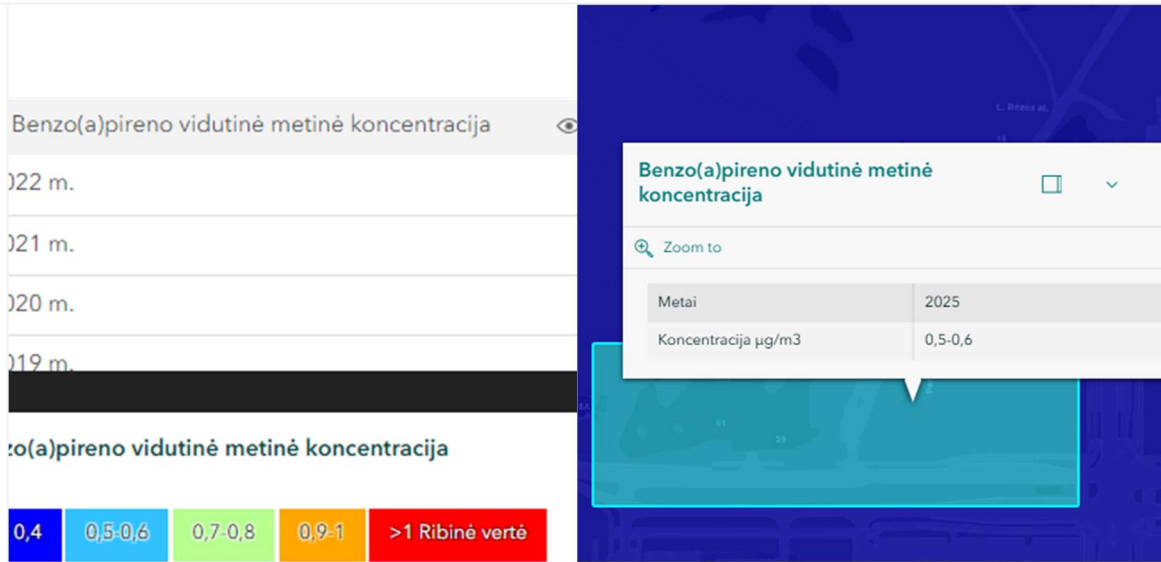 Benzo(a)pireno vidutinė metinė koncentracija
022 m.
021 m.
020 m.
019 m.
zo(a)pireno vidutinė metinė koncentracija
0,4
0,5-0,6
0,7-0,8
0,9-1
>1 Ribinė vertė
L. Rėzos al.
Benzo(a)pireno vidutinė metinė
koncentracija
Zoom to
Metai 2025
Koncentracija µg/m3 0,5-0,6